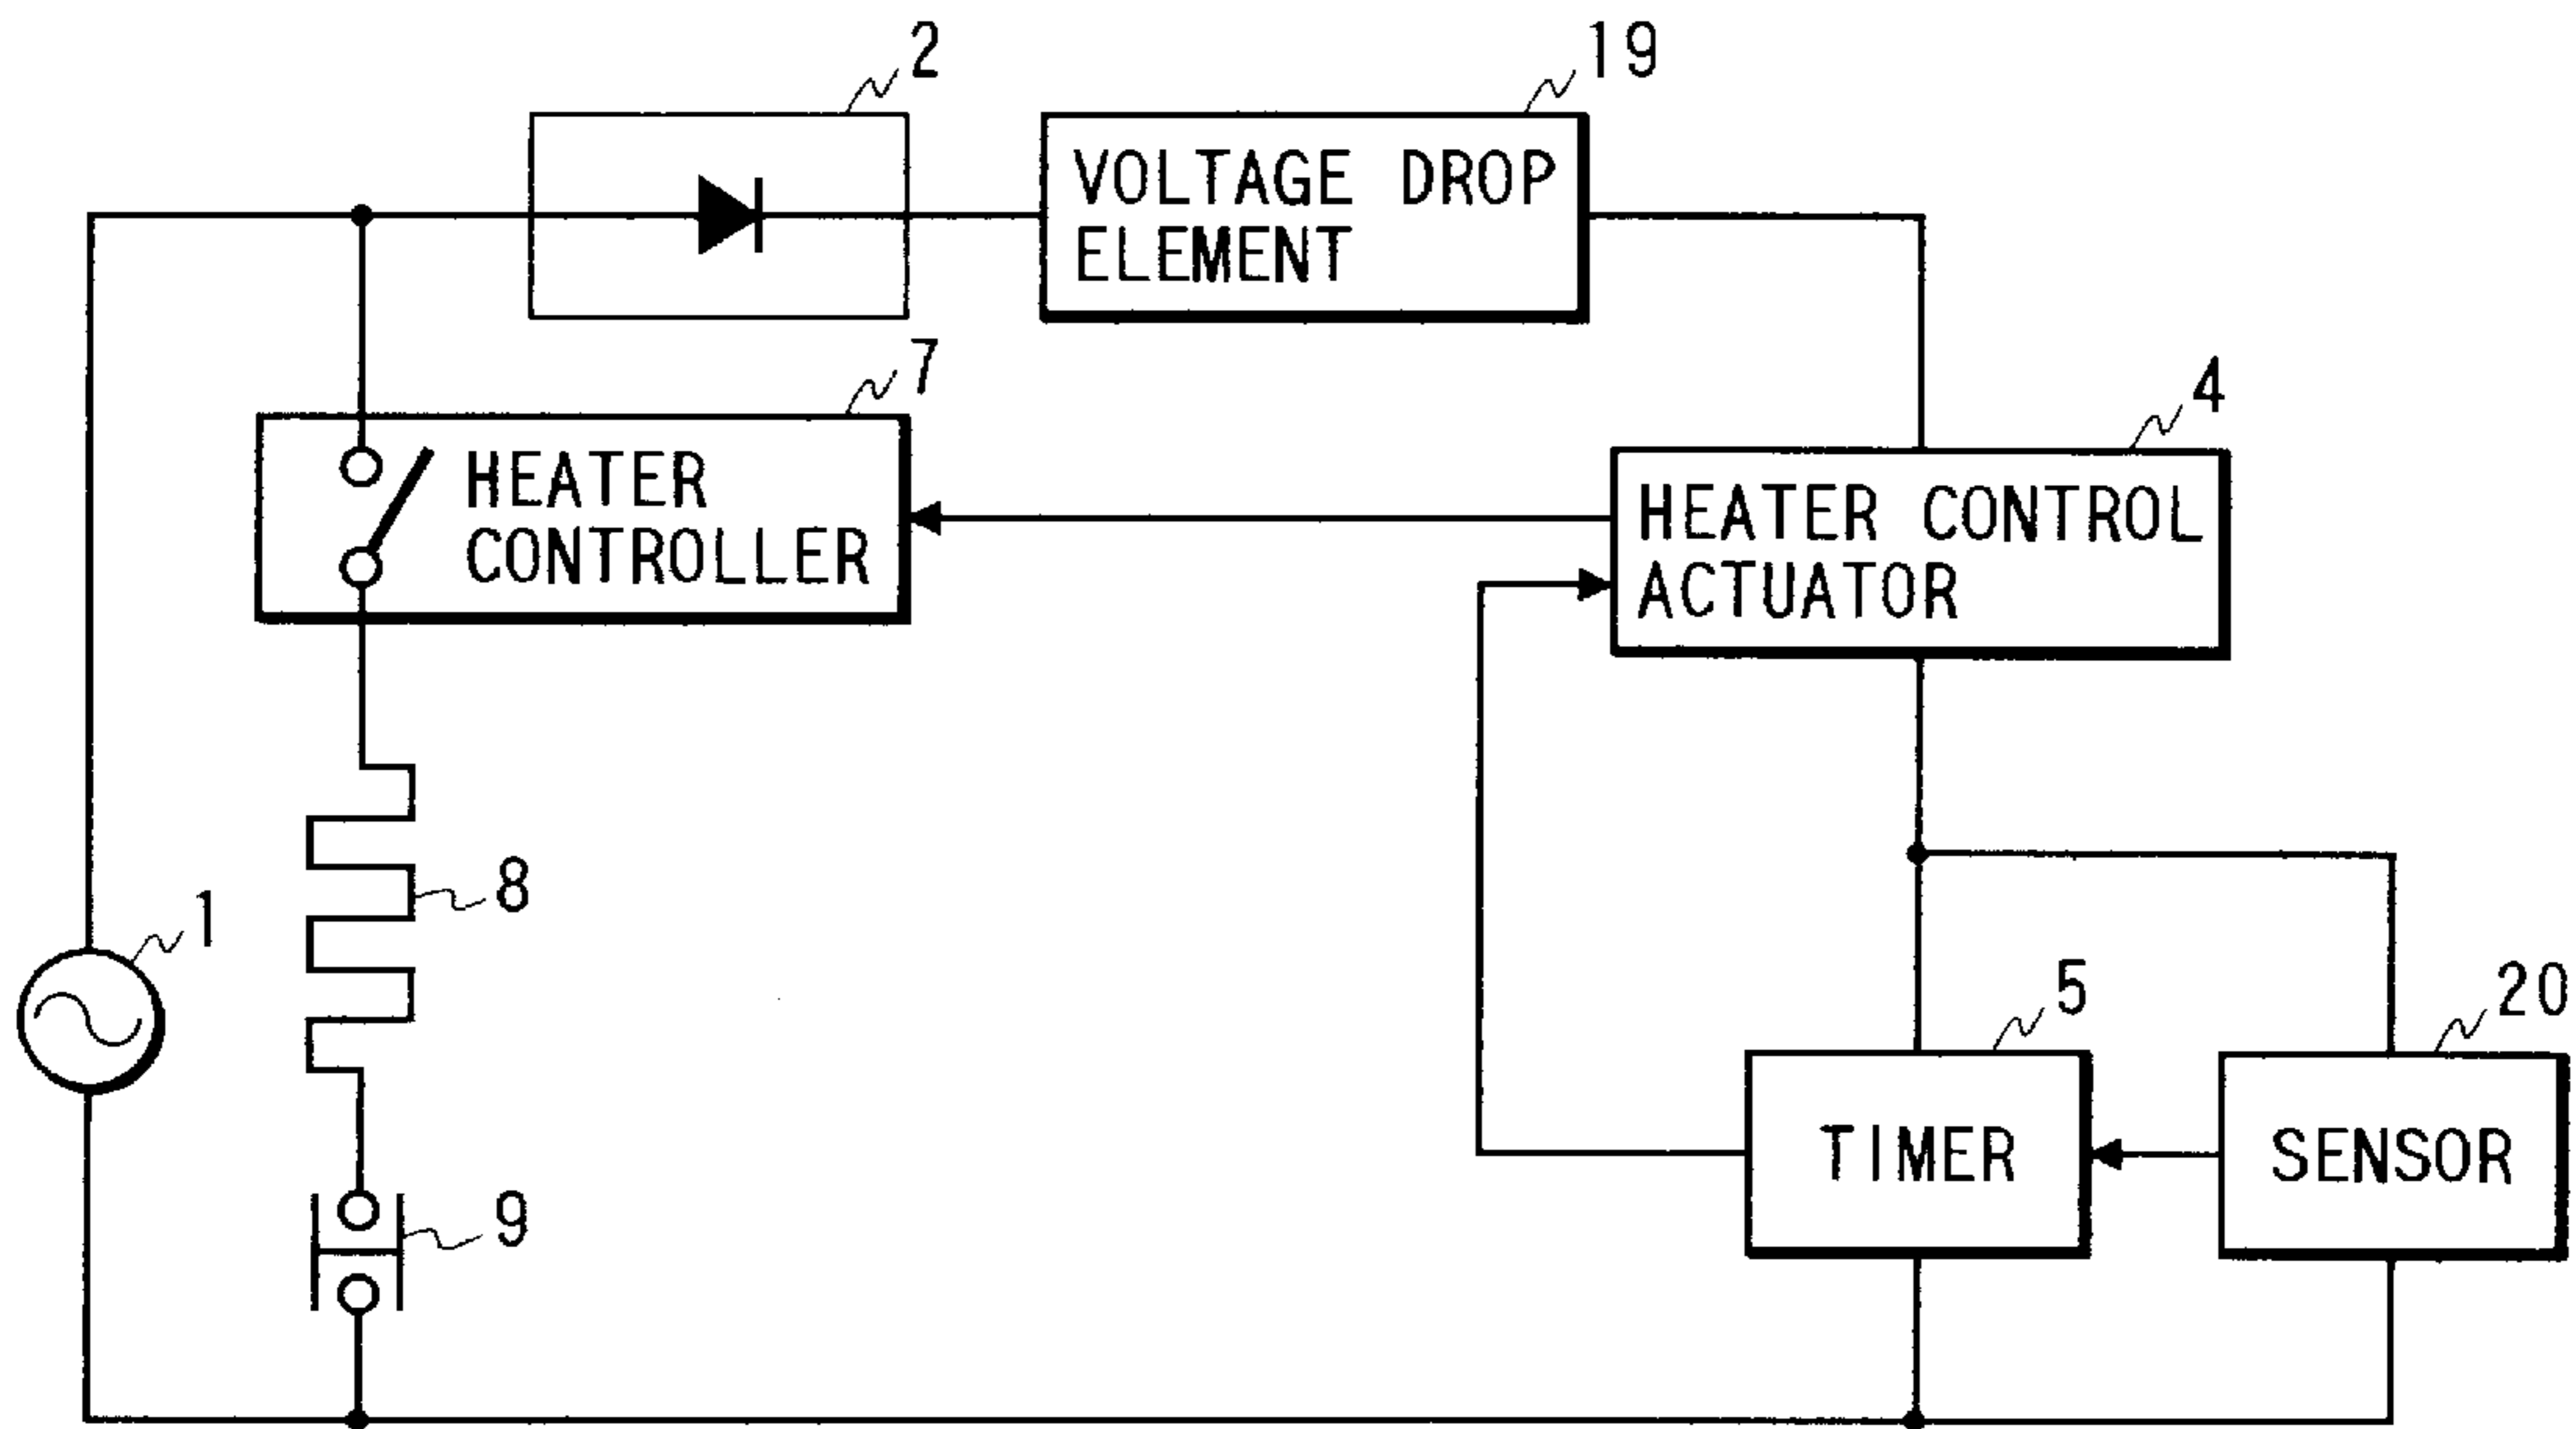 2
19
VOLTAGE DROP
ELEMENT
7
HEATER
CONTROLLER
4
HEATER CONTROL
ACTUATOR
8
1
9
5
TIMER
20
SENSOR